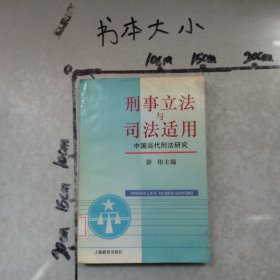 书本大小
10cm 15cm 20cm
刑事立法
与
司法适用
中国当代刑法研究
游 伟主编
XINGSHI LIFA YU SIFA SHIYONG
上海教育出版社
10cm
15cm
20cm